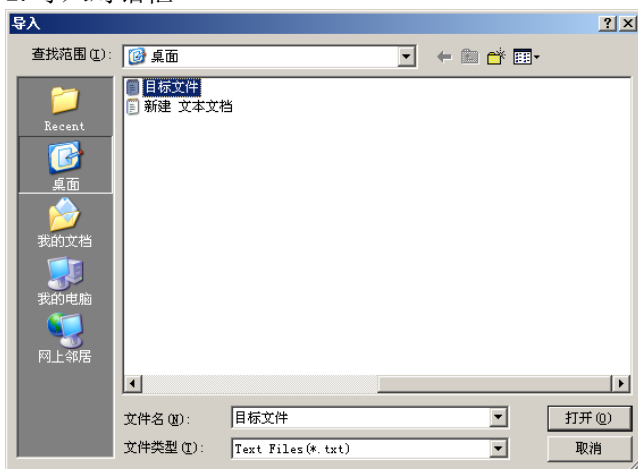 导入
查找范围(I):
桌面
目标文件
新建 文本文档
Recent
桌面
我的文档
我的电脑
网上邻居
文件名(N):
目标文件
打开(O)
文件类型(T):
Text Files(*.txt)
取消